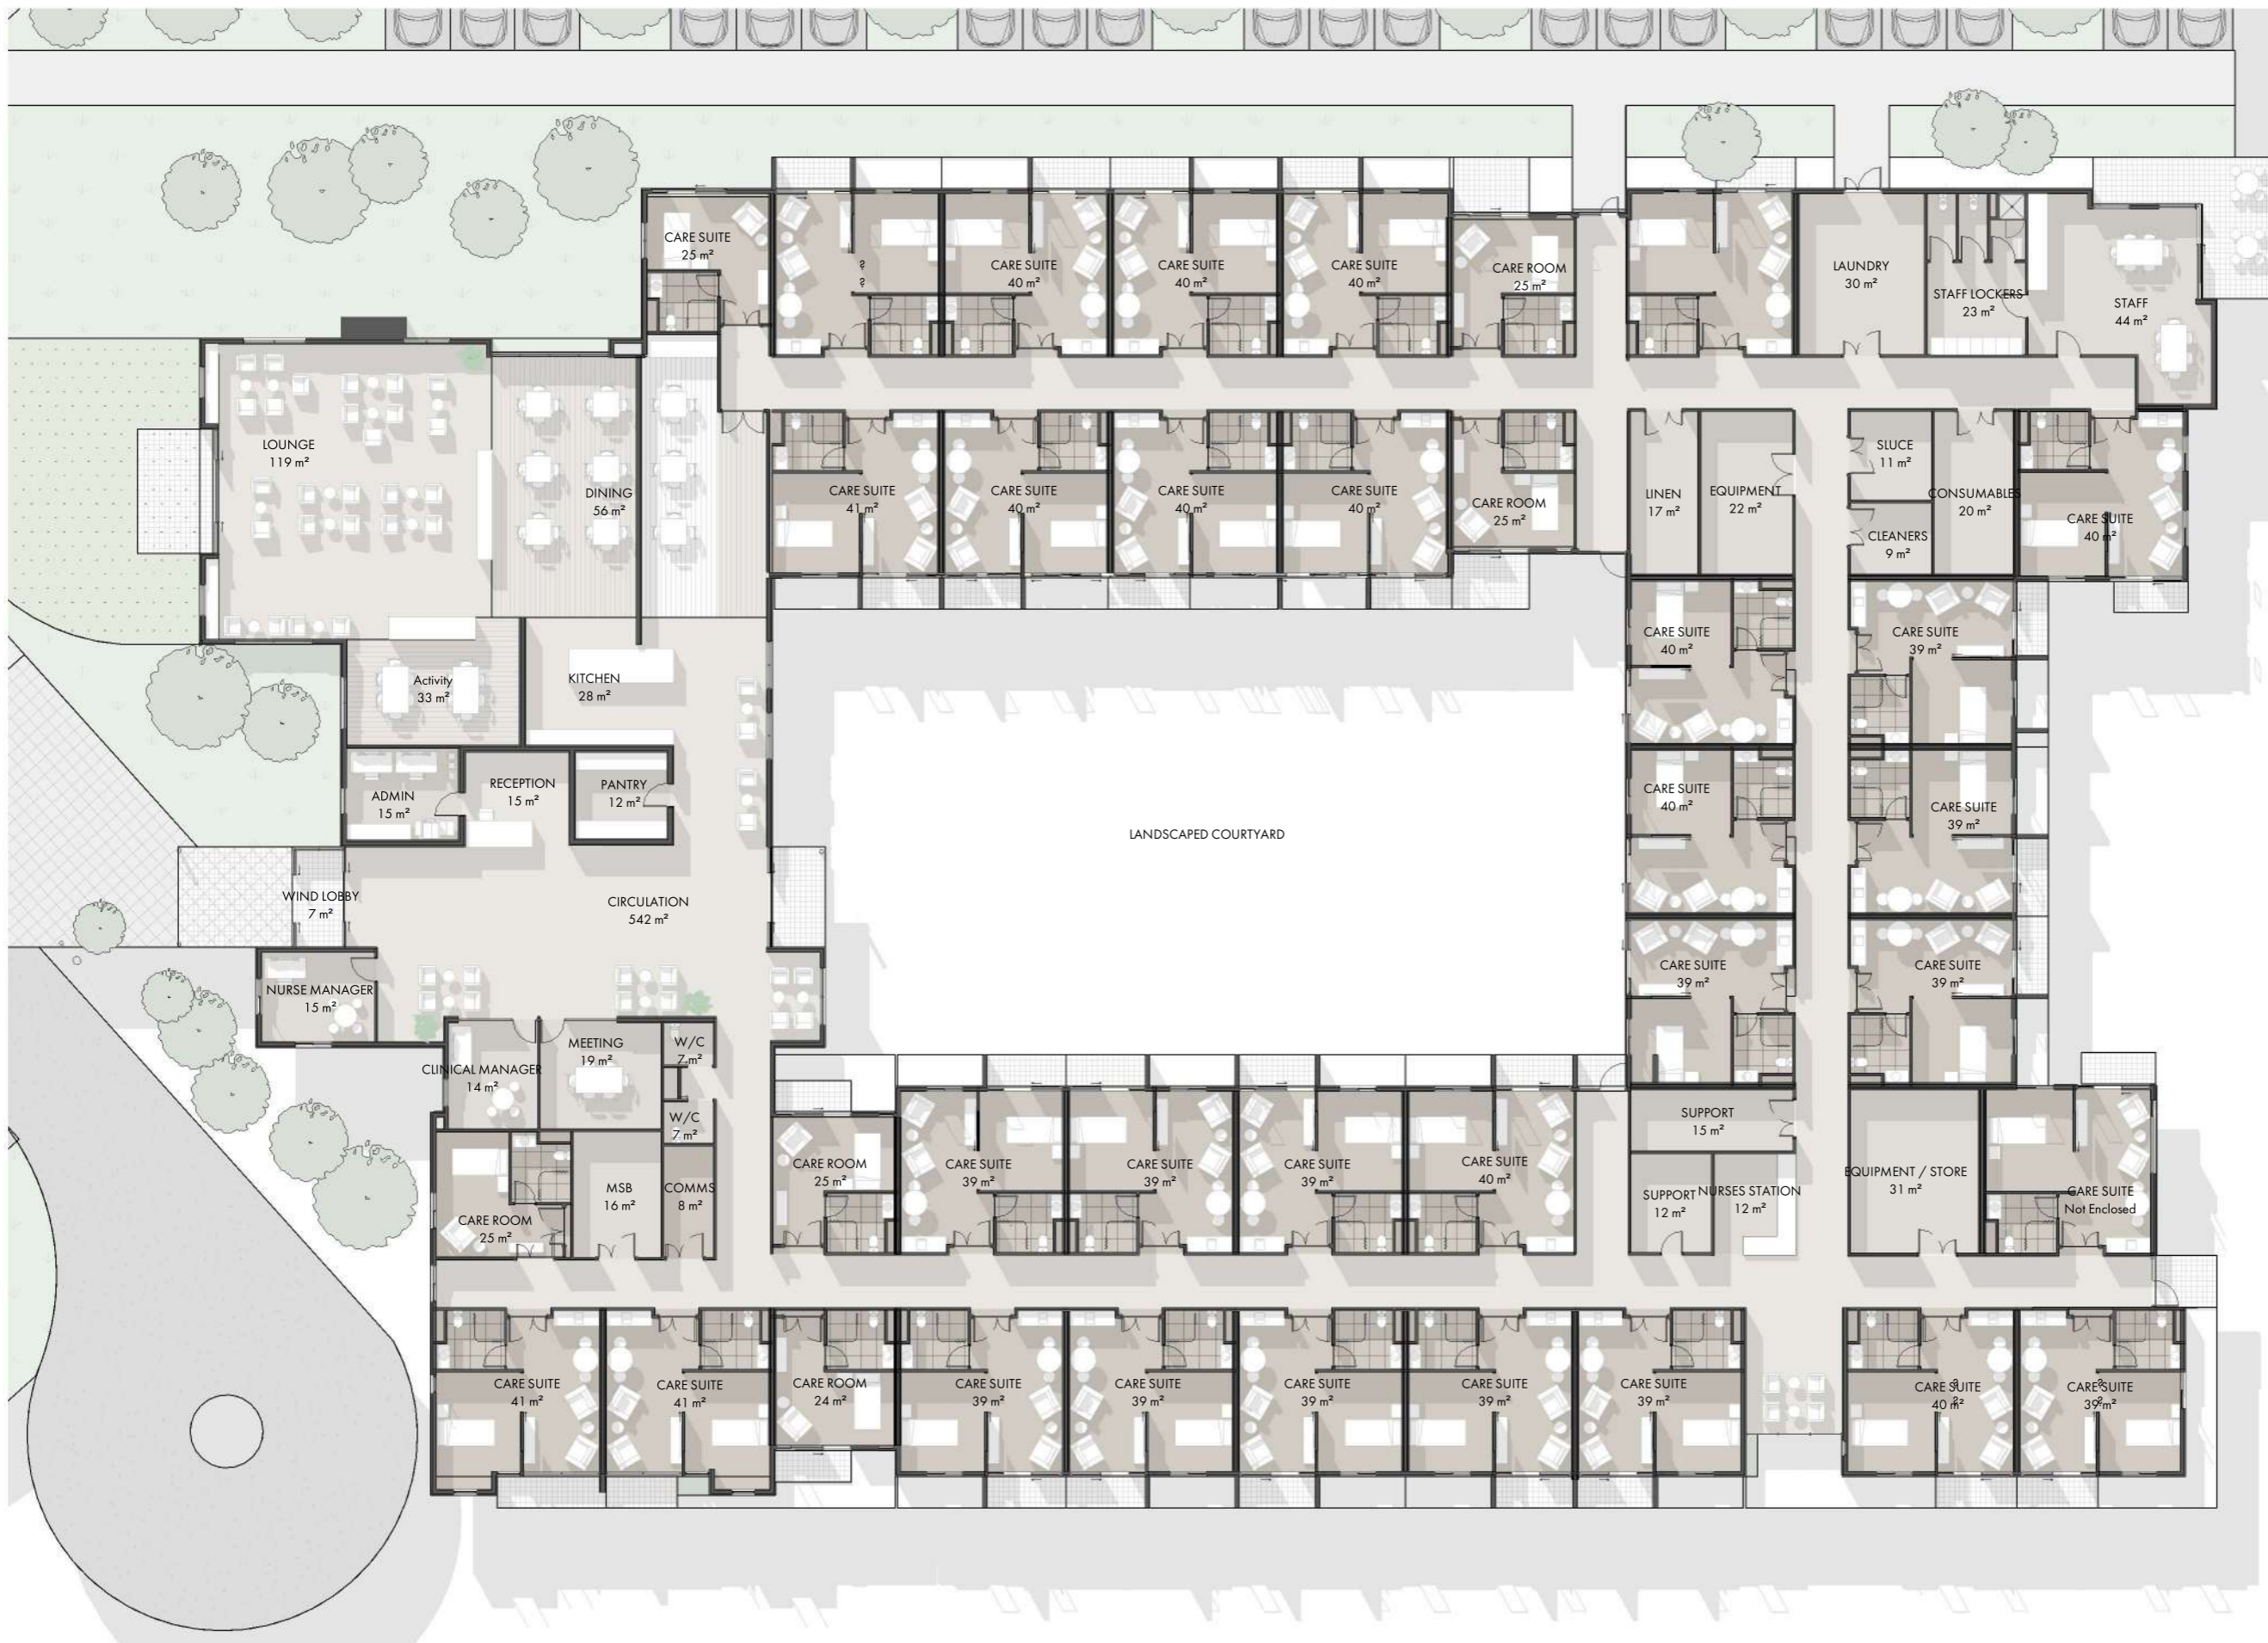 CARE SUITE
25 m²
?
?
CARE SUITE
40 m²
CARE SUITE
40 m²
CARE SUITE
40 m²
CARE ROOM
25 m²
LAUNDRY
30 m²
STAFF LOCKERS
23 m²
STAFF
44 m²
LOUNGE
119 m²
DINING
56 m²
CARE SUITE
41 m²
CARE SUITE
40 m²
CARE SUITE
40 m²
CARE SUITE
40 m²
CARE ROOM
25 m²
LINEN
17 m²
EQUIPMENT
22 m²
SLUCE
11 m²
CLEANERS
9 m²
CONSUMABLES
20 m²
CARE SUITE
40 m²
Activity
33 m²
KITCHEN
28 m²
CARE SUITE
40 m²
CARE SUITE
39 m²
ADMIN
15 m²
RECEPTION
15 m²
PANTRY
12 m²
LANDSCAPED COURTYARD
CARE SUITE
40 m²
CARE SUITE
39 m²
WIND LOBBY
7 m²
CIRCULATION
542 m²
NURSE MANAGER
15 m²
CARE SUITE
39 m²
CARE SUITE
39 m²
CLINICAL MANAGER
14 m²
MEETING
19 m²
W/C
7 m²
W/C
7 m²
SUPPORT
15 m²
CARE ROOM
25 m²
MSB
16 m²
COMMS
8 m²
CARE ROOM
25 m²
CARE SUITE
39 m²
CARE SUITE
39 m²
CARE SUITE
39 m²
CARE SUITE
40 m²
SUPPORT
12 m²
NURSES STATION
12 m²
EQUIPMENT / STORE
31 m²
CARE SUITE
Not Enclosed
CARE SUITE
41 m²
CARE SUITE
41 m²
CARE ROOM
24 m²
CARE SUITE
39 m²
CARE SUITE
39 m²
CARE SUITE
39 m²
CARE SUITE
39 m²
CARE SUITE
39 m²
CARE SUITE
40 m²
CARE SUITE
39 m²